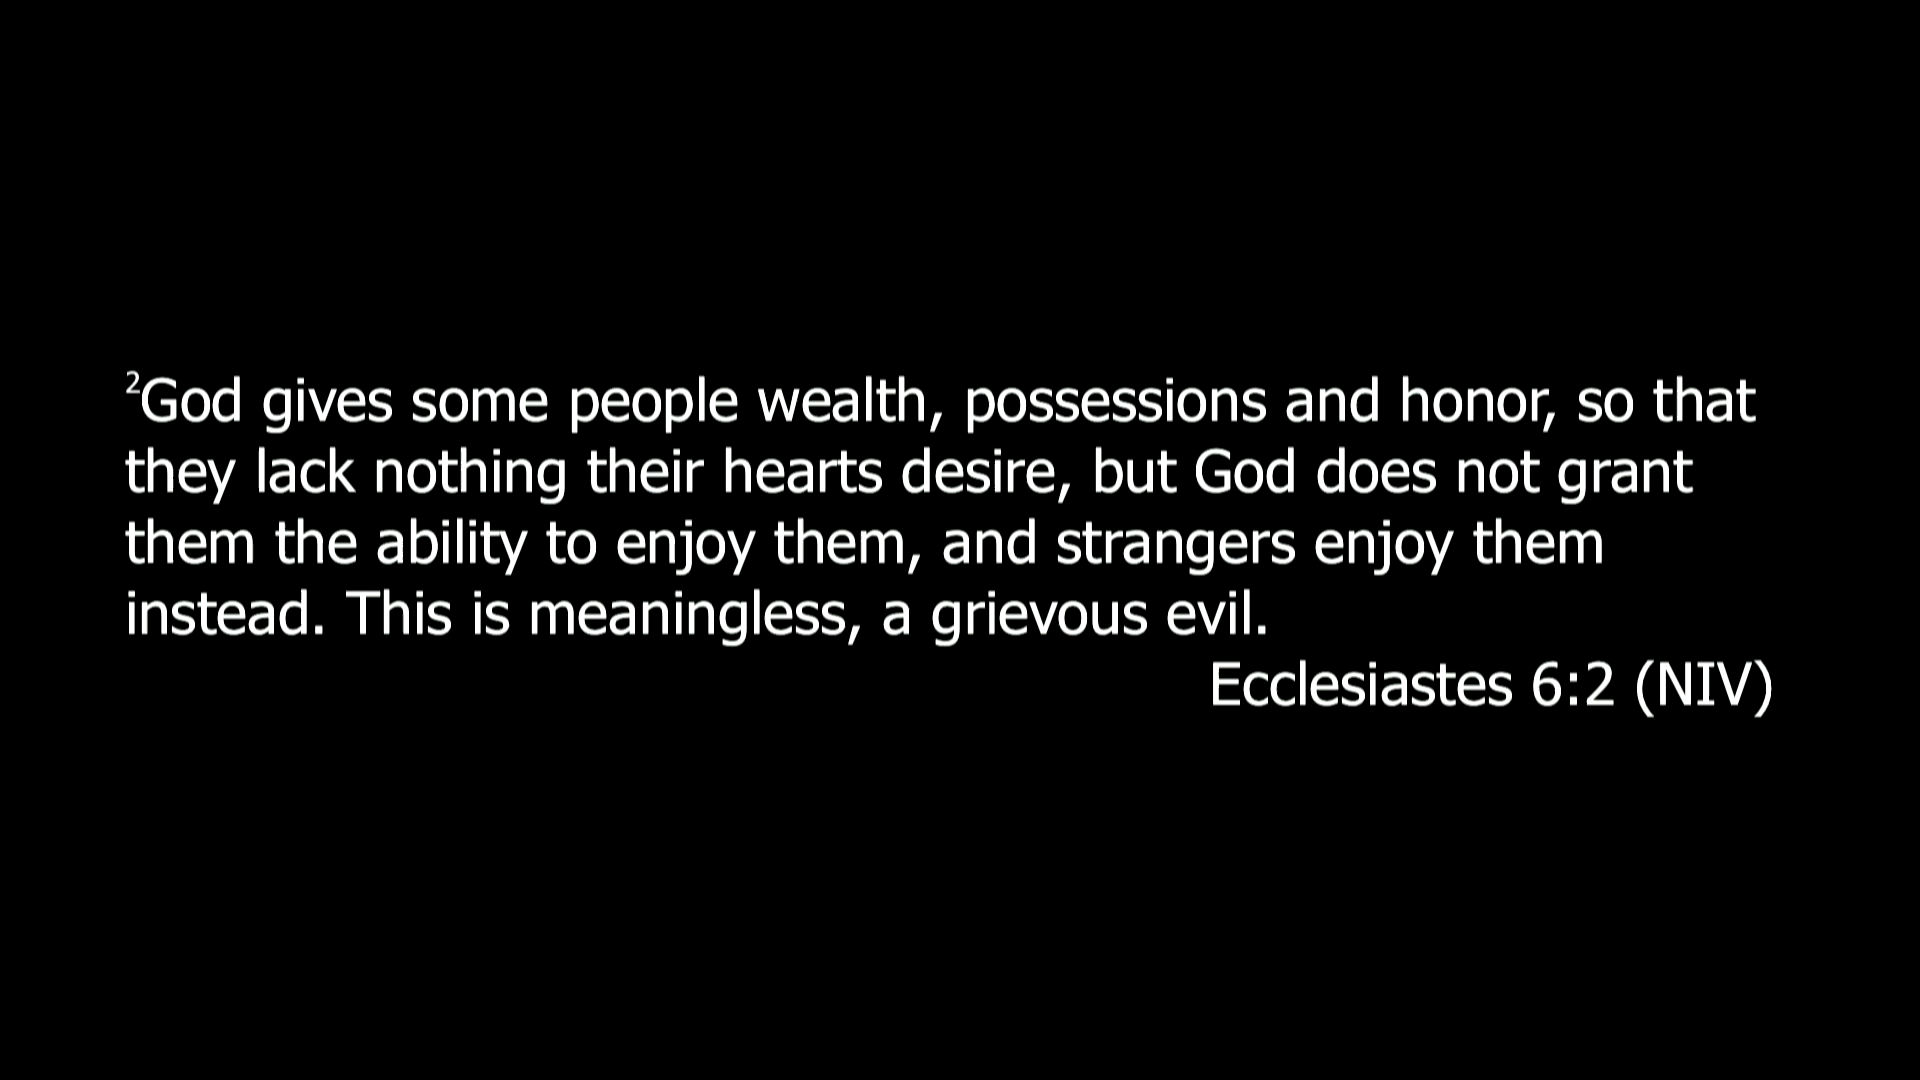 ²God gives some people wealth, possessions and honor, so that
they lack nothing their hearts desire, but God does not grant
them the ability to enjoy them, and strangers enjoy them
instead. This is meaningless, a grievous evil.
Ecclesiastes 6:2 (NIV)